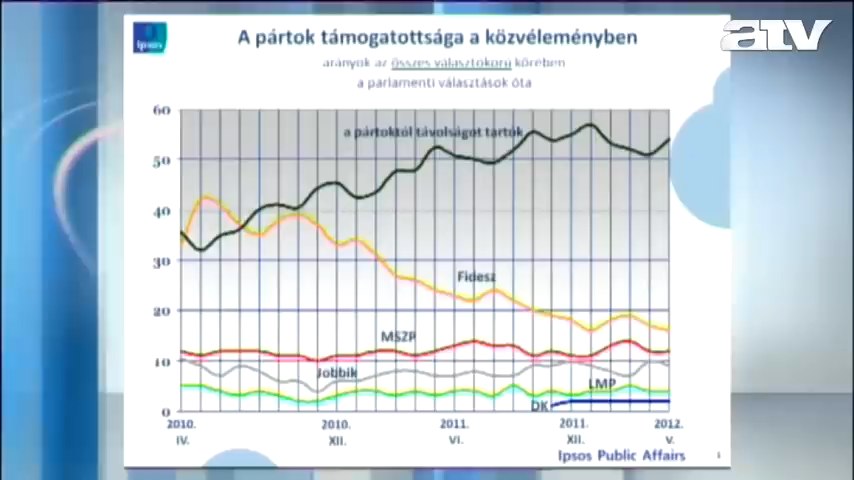 Ipsos
A pártok támogatottsága a közvéleményben
atv
arányok az összes választókorú körében
a parlamenti választások óta
60
a pártoktól távolságot tartók
50
40
30
Fidesz
20
MSZP
10
Jobbik
LMP
DK
0
2010. 2010. 2011. 2011. 2012.
IV. XII. VI. XII. V.
Ipsos Public Affairs